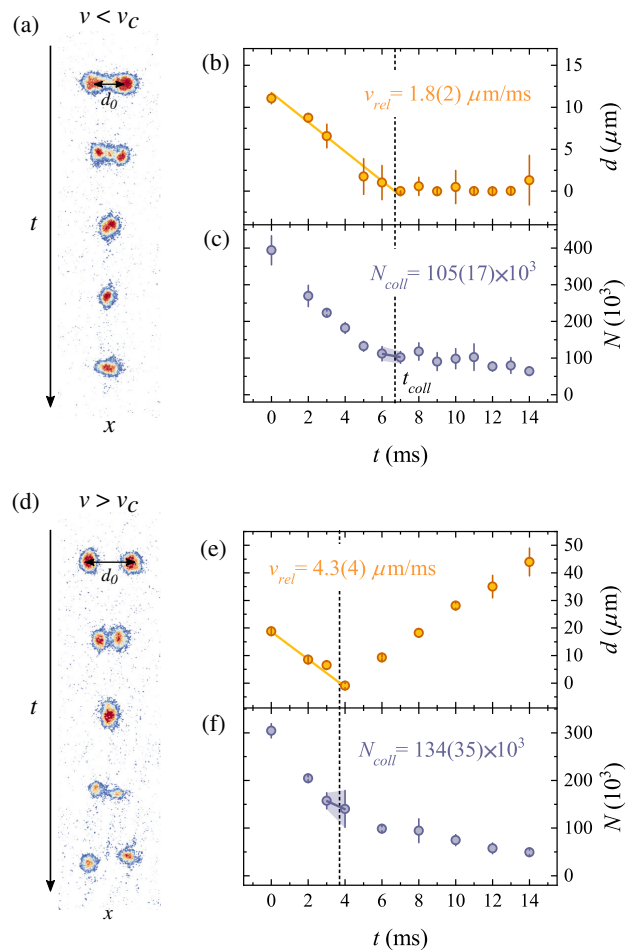 (a)
v < v_C
d_0
t
x
(b)
v_rel = 1.8(2) μm/ms
15
10
5
0
d (μm)
(c)
N_coll = 105(17)×10^3
400
300
200
100
0
N (10^3)
t_coll
0 2 4 6 8 10 12 14
t (ms)
(d)
v > v_C
d_0
t
x
(e)
v_rel = 4.3(4) μm/ms
50
40
30
20
10
0
d (μm)
(f)
N_coll = 134(35)×10^3
300
200
100
0
N (10^3)
0 2 4 6 8 10 12 14
t (ms)